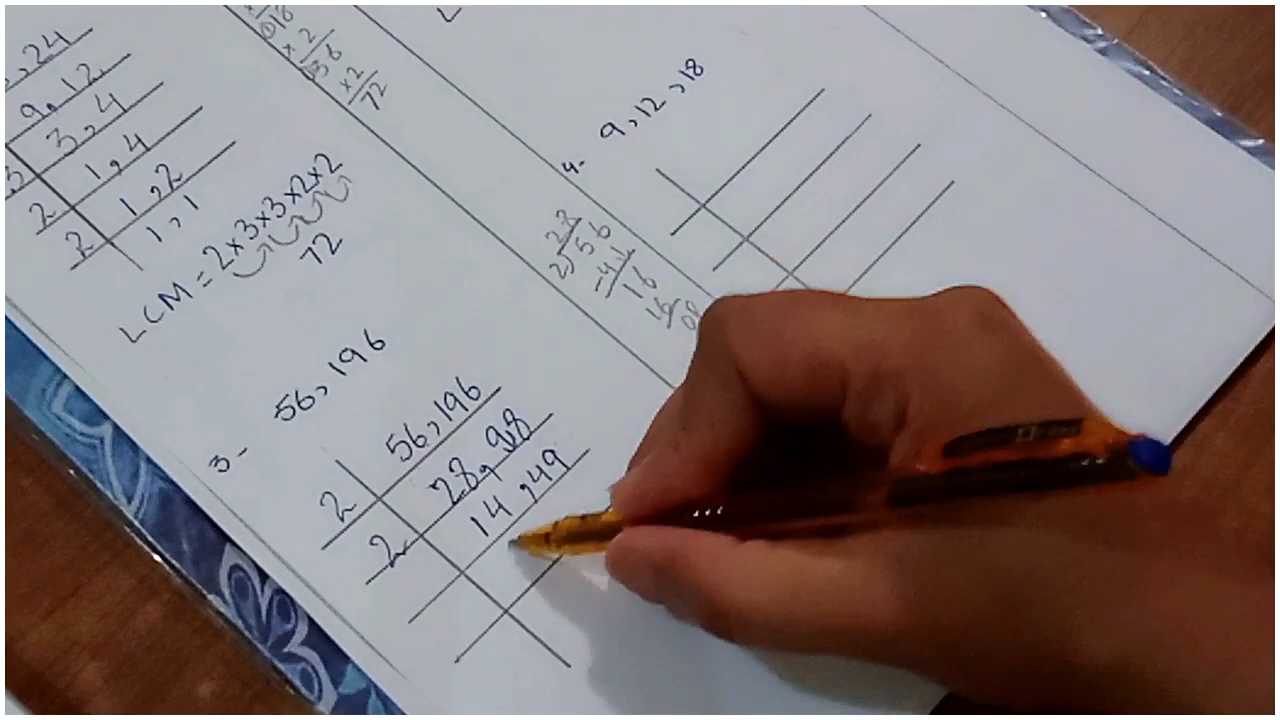 , 24
9, 12
3 3, 4
2 1, 4
2 1, 2
1, 1
LCM = 2×3×3×2×2
72
18
×2
36
×2
72
3- 56, 196
2 56, 196
2 28, 98
14, 49
4- 9, 12, 18
28
2)56
-4↓
16
16